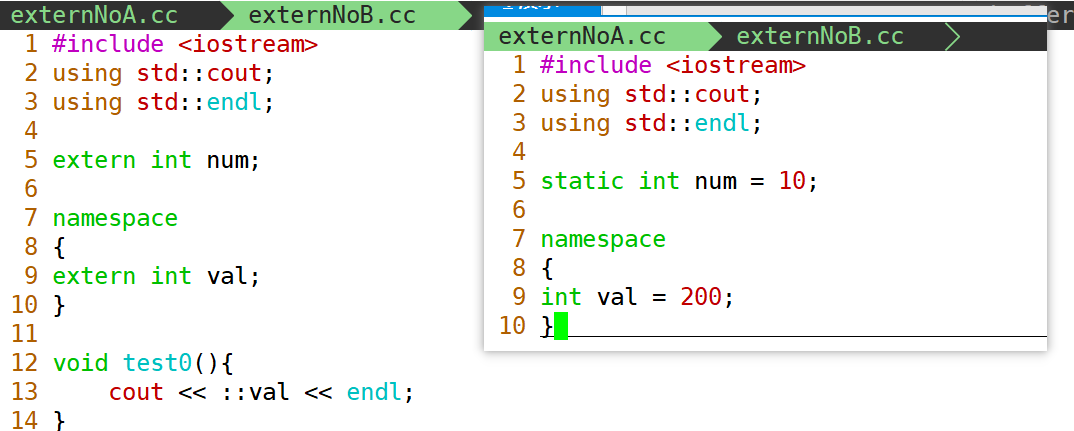 externNoA.cc externNoB.cc
1 #include <iostream>
2 using std::cout;
3 using std::endl;
4
5 extern int num;
6
7 namespace
8 {
9 extern int val;
10 }
11
12 void test0(){
13     cout << ::val << endl;
14 }
externNoA.cc externNoB.cc
1 #include <iostream>
2 using std::cout;
3 using std::endl;
4
5 static int num = 10;
6
7 namespace
8 {
9 int val = 200;
10 }